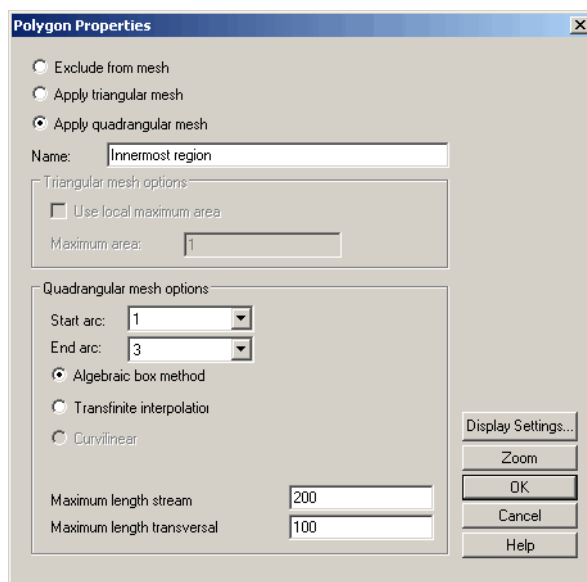 Polygon Properties
Exclude from mesh
Apply triangular mesh
Apply quadrangular mesh
Name: Innermost region
Triangular mesh options
Use local maximum area
Maximum area: 1
Quadrangular mesh options
Start arc: 1
End arc: 3
Algebraic box method
Transfinite interpolation
Curvilinear
Maximum length stream 200
Maximum length transversal 100
Display Settings...
Zoom
OK
Cancel
Help